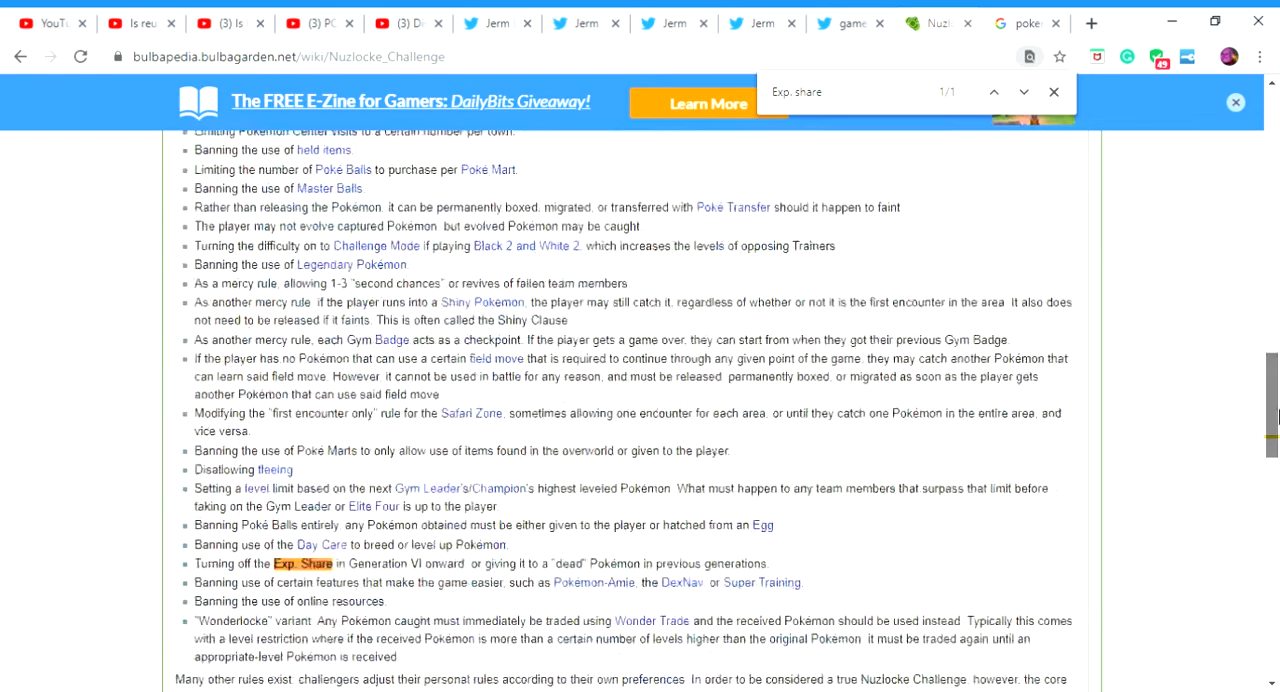 YouTu
Is reu
(3) Is
(3) PC
(3) Di
Jerm
Jerm
Jerm
Jerm
game
Nuzl
poke
bulbapedia.bulbagarden.net/wiki/Nuzlocke_Challenge
49
The FREE E-Zine for Gamers: DailyBits Giveaway!
Learn More
Exp. share
1/1
Limiting Pokémon Center visits to a certain number per town.
Banning the use of held items.
Limiting the number of Poké Balls to purchase per Poké Mart.
Banning the use of Master Balls.
Rather than releasing the Pokémon, it can be permanently boxed, migrated, or transferred with Poké Transfer should it happen to faint
The player may not evolve captured Pokémon, but evolved Pokémon may be caught
Turning the difficulty on to Challenge Mode if playing Black 2 and White 2, which increases the levels of opposing Trainers
Banning the use of Legendary Pokémon.
As a mercy rule, allowing 1-3 "second chances" or revives of fallen team members
As another mercy rule, if the player runs into a Shiny Pokémon, the player may still catch it, regardless of whether or not it is the first encounter in the area. It also does
not need to be released if it faints. This is often called the Shiny Clause
As another mercy rule, each Gym Badge acts as a checkpoint. If the player gets a game over, they can start from when they got their previous Gym Badge.
If the player has no Pokémon that can use a certain field move that is required to continue through any given point of the game, they may catch another Pokémon that
can learn said field move. However, it cannot be used in battle for any reason, and must be released, permanently boxed, or migrated as soon as the player gets
another Pokémon that can use said field move
Modifying the "first encounter only" rule for the Safari Zone, sometimes allowing one encounter for each area, or until they catch one Pokémon in the entire area, and
vice versa.
Banning the use of Poké Marts to only allow use of items found in the overworld or given to the player.
Disallowing fleeing
Setting a level limit based on the next Gym Leader's/Champion's highest leveled Pokémon. What must happen to any team members that surpass that limit before
taking on the Gym Leader or Elite Four is up to the player.
Banning Poké Balls entirely, any Pokémon obtained must be either given to the player or hatched from an Egg
Banning use of the Day Care to breed or level up Pokémon.
Turning off the Exp. Share in Generation VI onward, or giving it to a "dead" Pokémon in previous generations.
Banning use of certain features that make the game easier, such as Pokémon-Amie, the DexNav, or Super Training.
Banning the use of online resources.
"Wonderlocke" variant: Any Pokémon caught must immediately be traded using Wonder Trade and the received Pokémon should be used instead. Typically this comes
with a level restriction where if the received Pokémon is more than a certain number of levels higher than the original Pokémon, it must be traded again until an
appropriate-level Pokémon is received
Many other rules exist; challengers adjust their personal rules according to their own preferences. In order to be considered a true Nuzlocke Challenge, however, the core